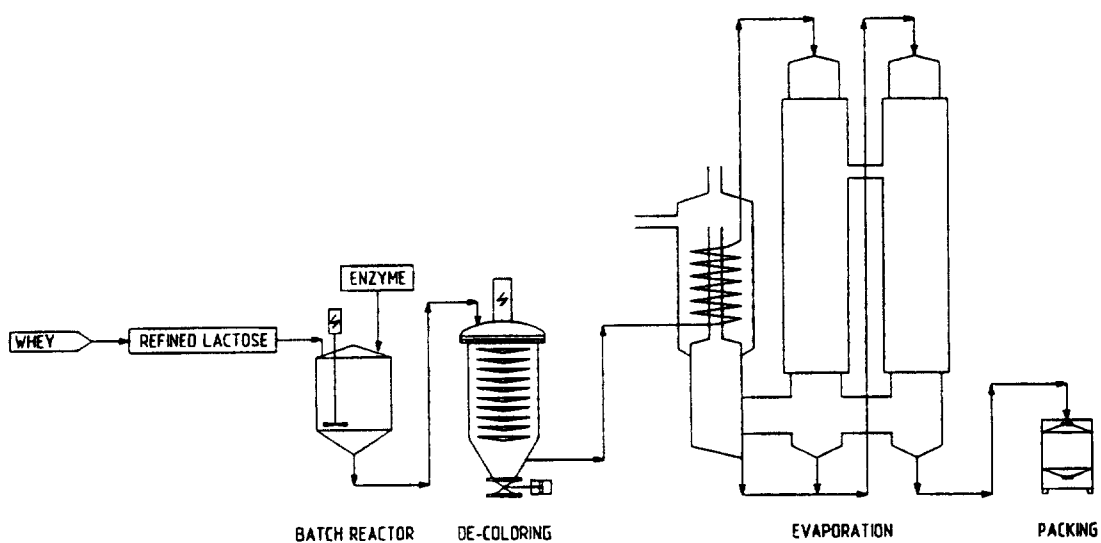 ENZYME
WHEY
REFINED LACTOSE
BATCH REACTOR
DE-COLORING
EVAPORATION
PACKING